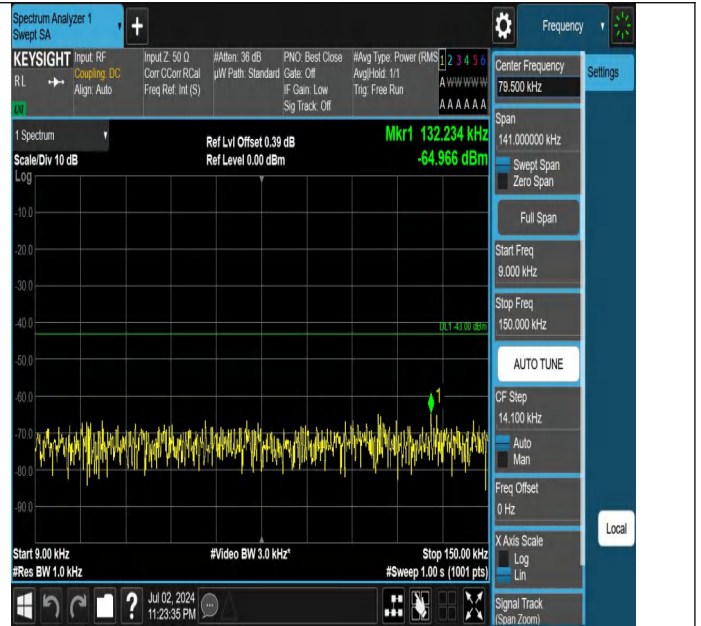 Spectrum Analyzer 1
Swept SA
+
Frequency
KEYSIGHT
RL
Input: RF
Coupling: DC
Align: Auto
Input Z: 50 Ω
Corr CCorr RCal
Freq Ref: Int (S)
#Atten: 36 dB
µW Path: Standard
PNO: Best Close
Gate: Off
IF Gain: Low
Sig Track: Off
#Avg Type: Power (RMS
Avg|Hold: 1/1
Trig: Free Run
1 2 3 4 5 6
A W W W W W
A A A A A A
1 Spectrum
Scale/Div 10 dB
Log
Ref Lvl Offset 0.39 dB
Ref Level 0.00 dBm
Mkr1 132.234 kHz
-64.966 dBm
-10.0
-20.0
-30.0
-40.0
DL1 -43.00 dBm
-50.0
-60.0
1
-70.0
-80.0
-90.0
Start 9.00 kHz
#Video BW 3.0 kHz*
Stop 150.00 kHz
#Res BW 1.0 kHz
#Sweep 1.00 s (1001 pts)
Jul 02, 2024
11:23:35 PM
Center Frequency
79.500 kHz
Settings
Span
141.000000 kHz
Swept Span
Zero Span
Full Span
Start Freq
9.000 kHz
Stop Freq
150.000 kHz
AUTO TUNE
CF Step
14.100 kHz
Auto
Man
Freq Offset
0 Hz
X Axis Scale
Log
Lin
Local
Signal Track
(Span Zoom)